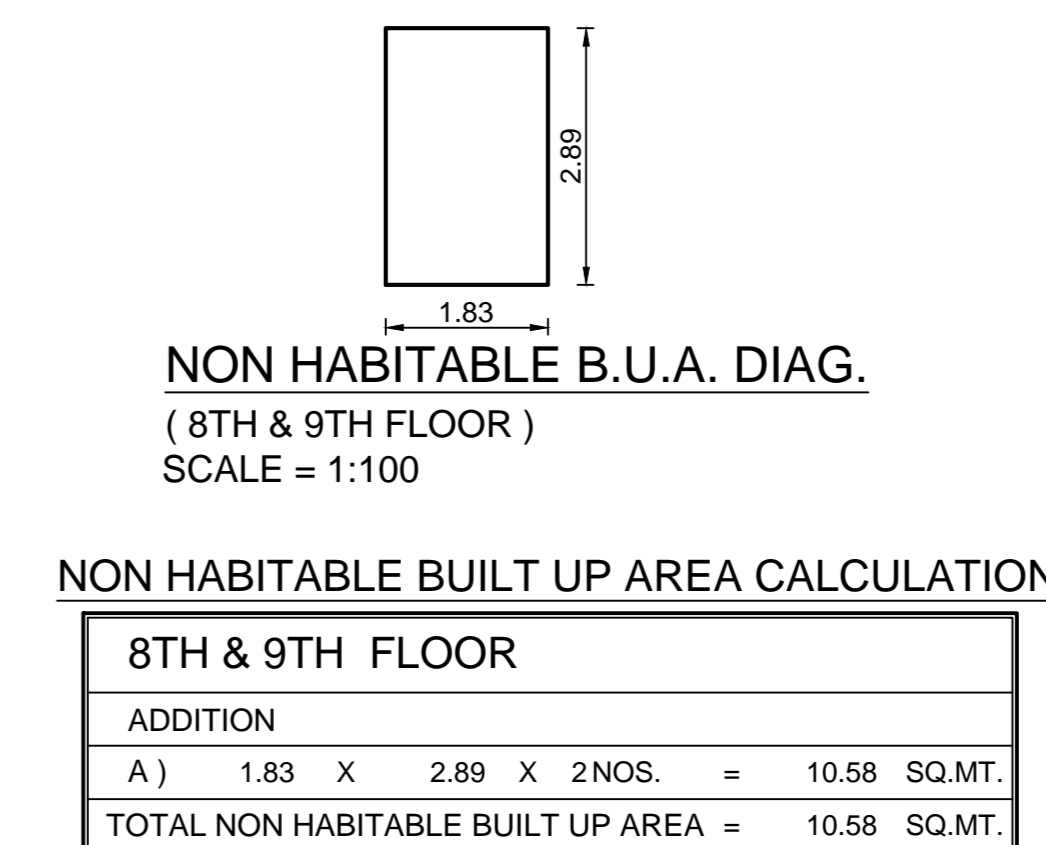 2.89
1.83
NON HABITABLE B.U.A. DIAG.
( 8TH & 9TH FLOOR )
SCALE = 1:100
NON HABITABLE BUILT UP AREA CALCULATION
8TH & 9TH FLOOR
ADDITION
A ) 1.83 X 2.89 X 2 NOS. = 10.58 SQ.MT.
TOTAL NON HABITABLE BUILT UP AREA = 10.58 SQ.MT.